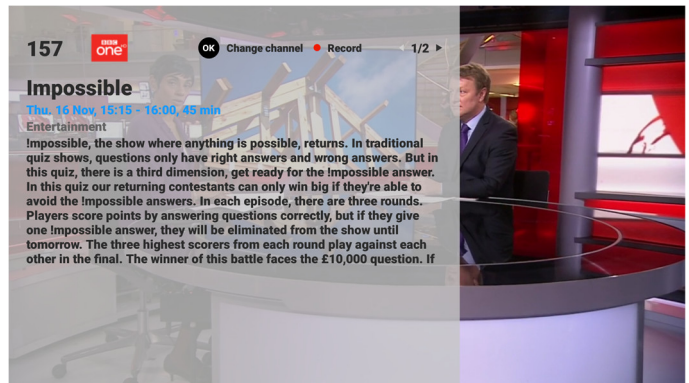 157 BBC one HD OK Change channel Record 1/2
Impossible
Thu. 16 Nov, 15:15 - 16:00, 45 min
Entertainment
!mpossible, the show where anything is possible, returns. In traditional
quiz shows, questions only have right answers and wrong answers. But in
this quiz, there is a third dimension, get ready for the !mpossible answer.
In this quiz our returning contestants can only win big if they're able to
avoid the !mpossible answers. In each episode, there are three rounds.
Players score points by answering questions correctly, but if they give
one !mpossible answer, they will be eliminated from the show until
tomorrow. The three highest scorers from each round play against each
other in the final. The winner of this battle faces the £10,000 question. If